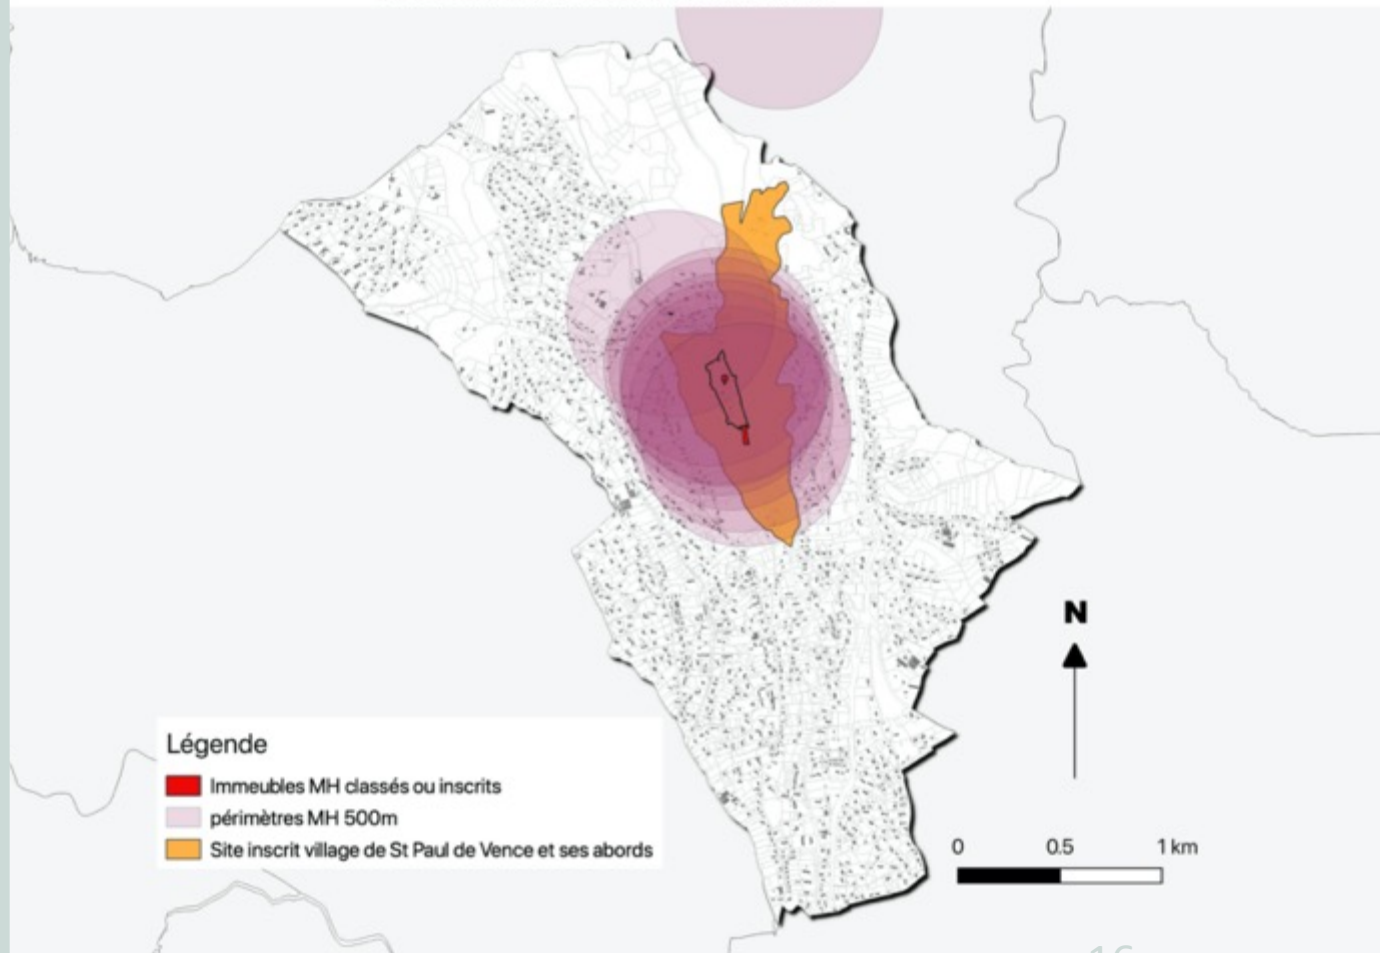 N
Légende
Immeubles MH classés ou inscrits
périmètres MH 500m
Site inscrit village de St Paul de Vence et ses abords
0 0.5 1 km